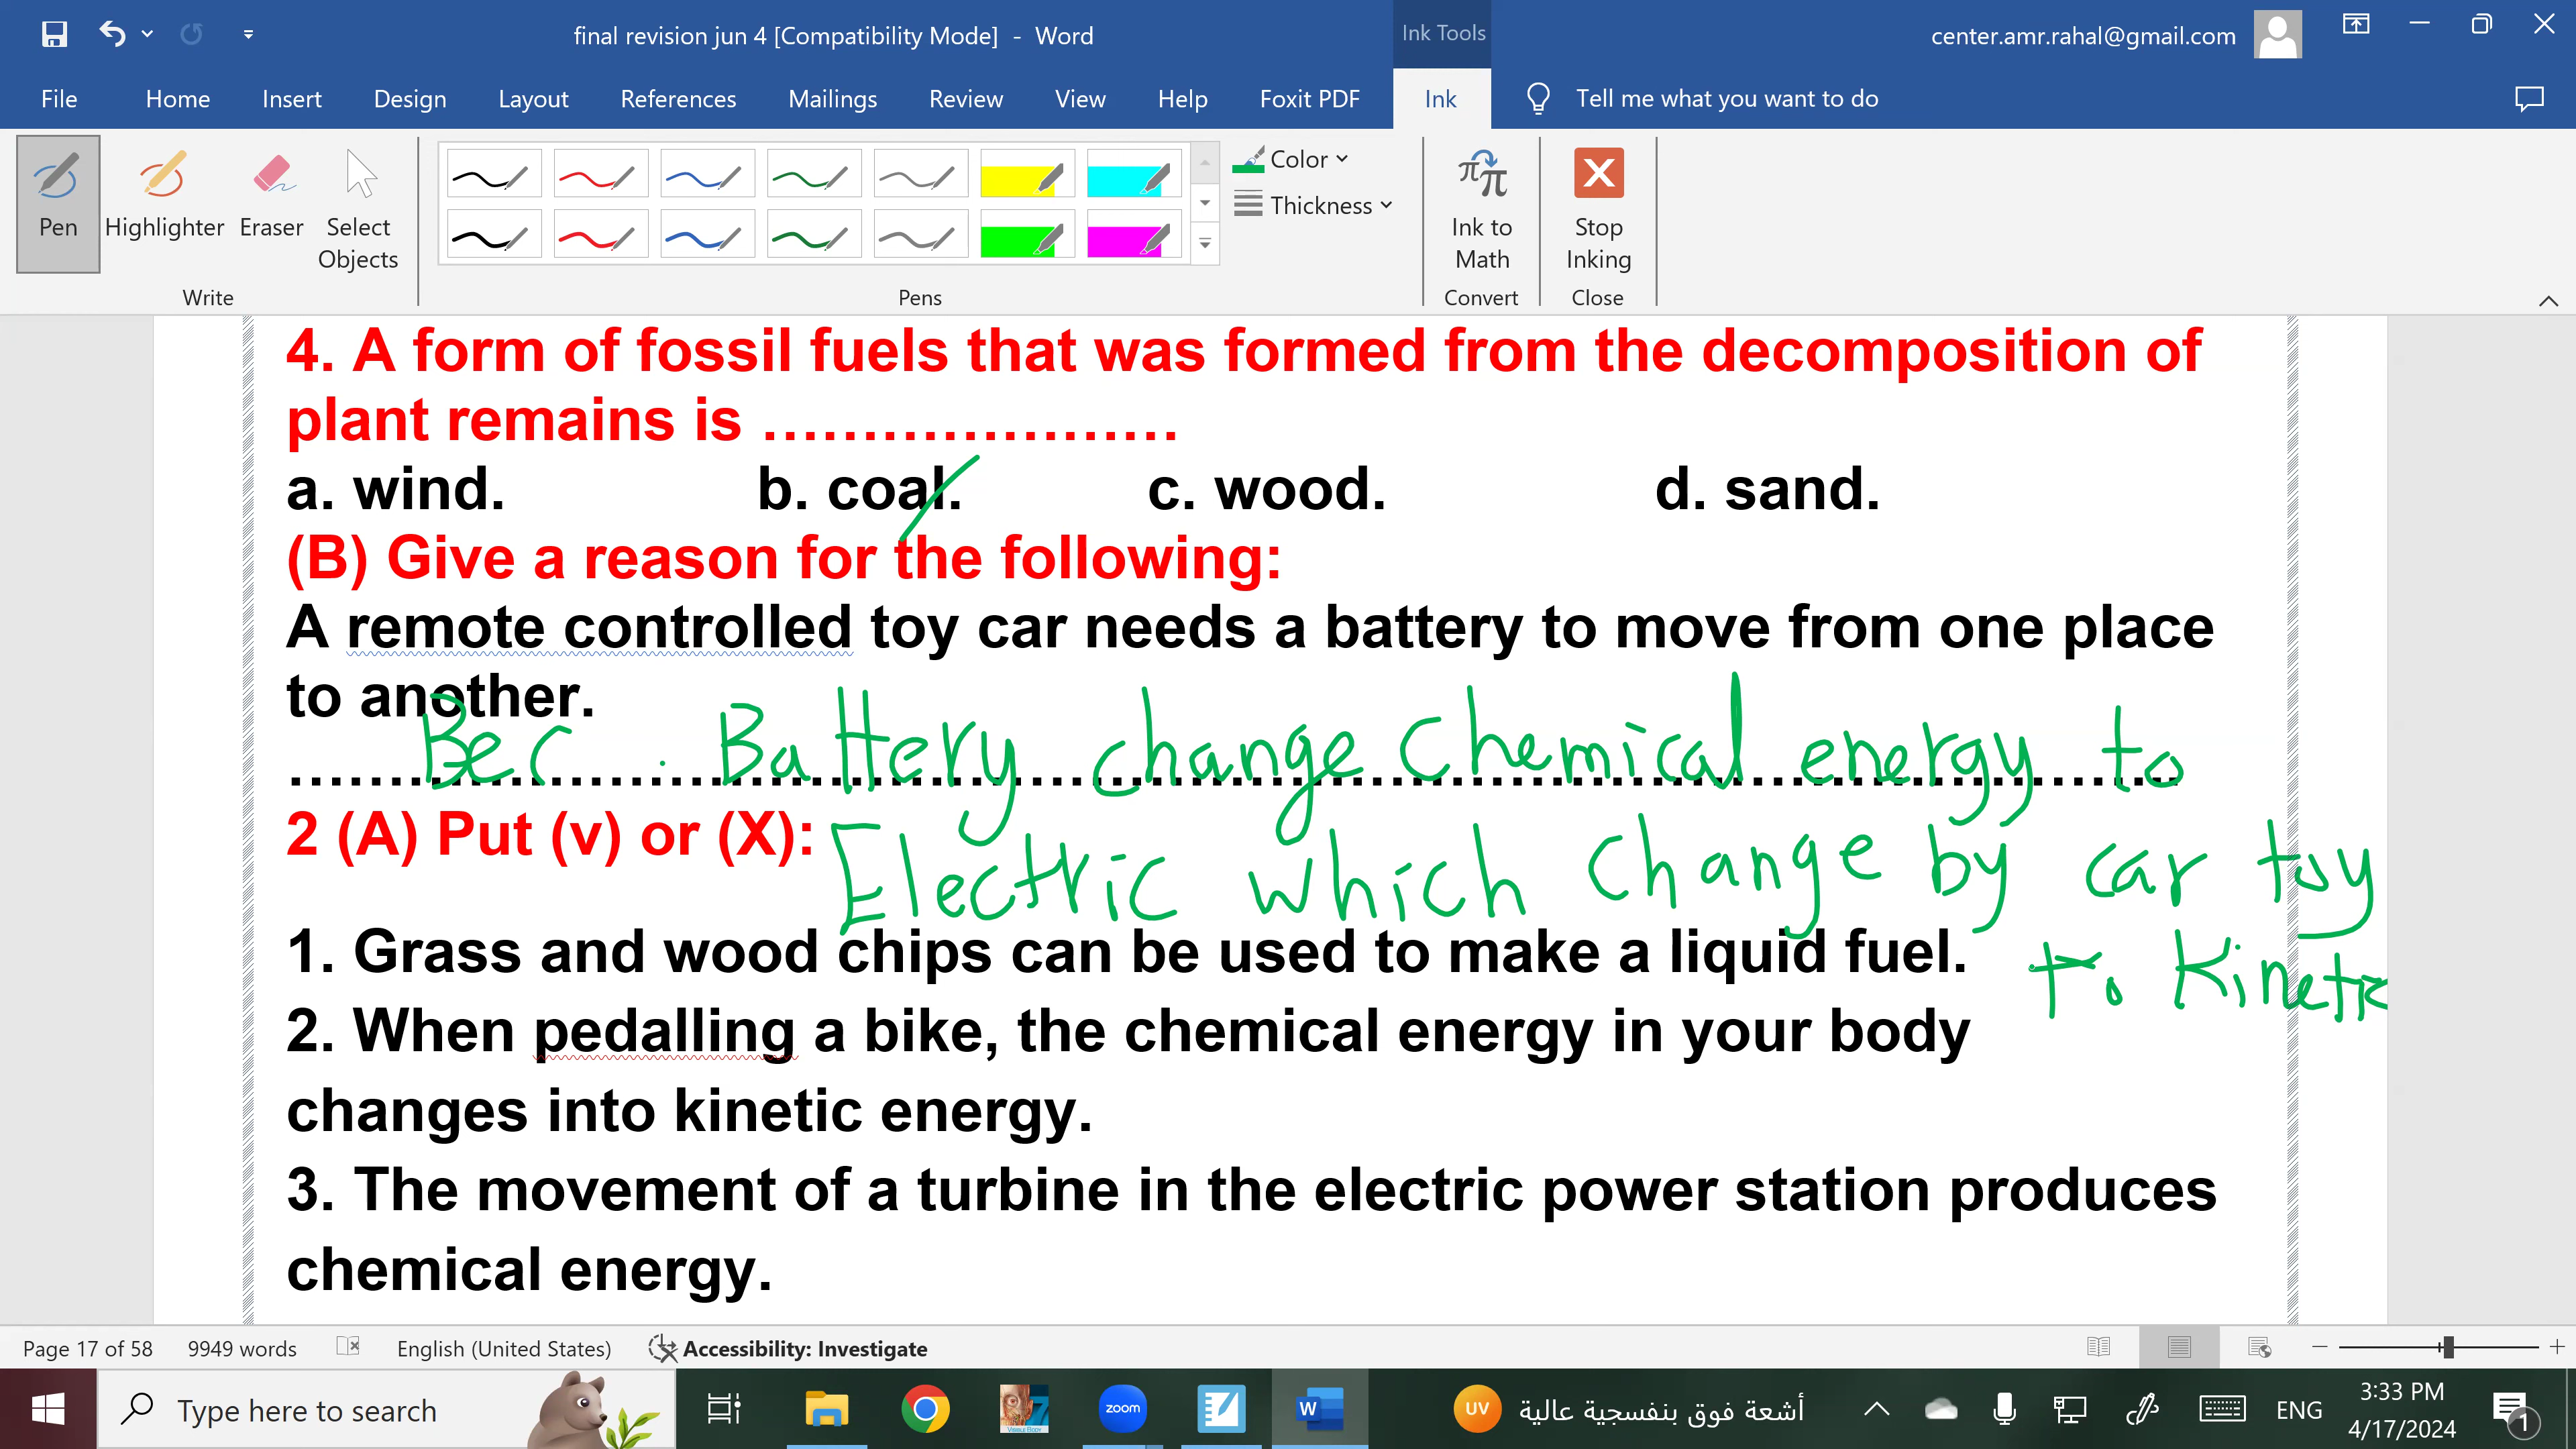 final revision jun 4 [Compatibility Mode] - Word
Ink Tools
center.amr.rahal@gmail.com
File Home Insert Design Layout References Mailings Review View Help Foxit PDF Ink Tell me what you want to do
Pen Highlighter Eraser Select Objects
Color
Thickness
Ink to Math
Stop Inking
Write Pens Convert Close
4. A form of fossil fuels that was formed from the decomposition of
plant remains is .....................
a. wind. b. coal. c. wood. d. sand.
(B) Give a reason for the following:
A remote controlled toy car needs a battery to move from one place
to another.
Bec . Battery change chemical energy to
2 (A) Put (v) or (X):
Electric which change by car toy
1. Grass and wood chips can be used to make a liquid fuel.
to Kinetic
2. When pedalling a bike, the chemical energy in your body
changes into kinetic energy.
3. The movement of a turbine in the electric power station produces
chemical energy.
Page 17 of 58 9949 words English (United States) Accessibility: Investigate
Type here to search
zoom
W
UV
أشعة فوق بنفسجية عالية
ENG
3:33 PM
4/17/2024
1